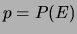 p = P(E)